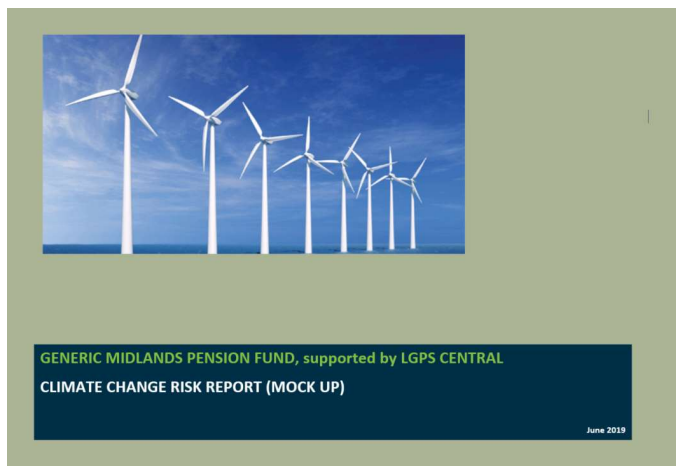 GENERIC MIDLANDS PENSION FUND, supported by LGPS CENTRAL
CLIMATE CHANGE RISK REPORT (MOCK UP)
June 2019